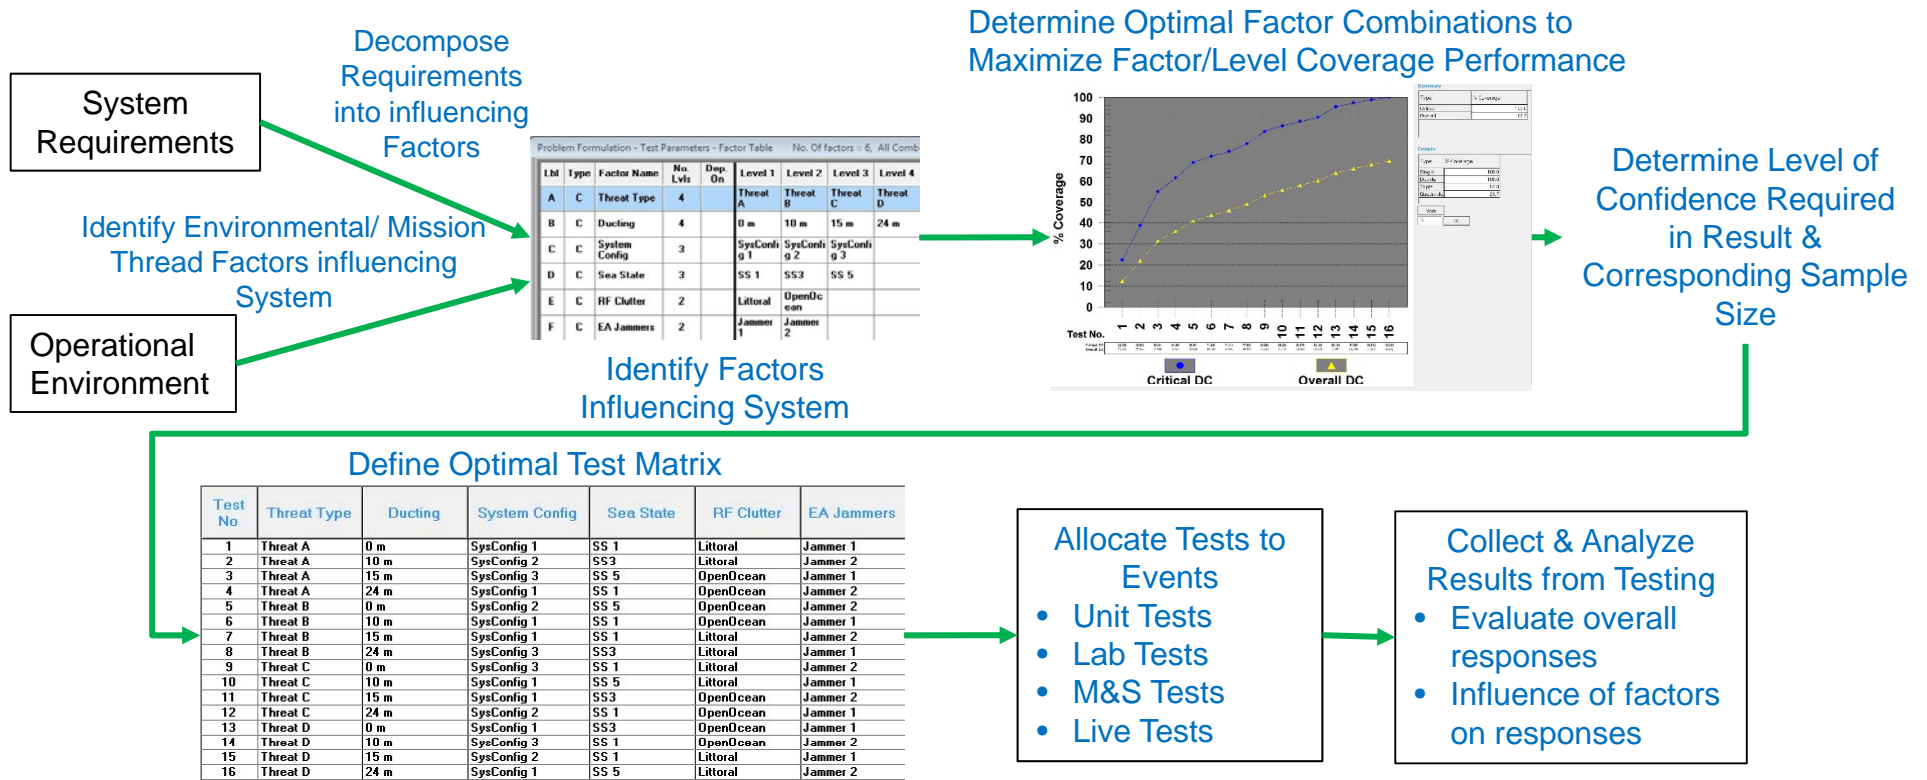 System
Requirements
Decompose
Requirements
into influencing
Factors
Identify Environmental/ Mission
Thread Factors influencing
System
Operational
Environment
Problem Formulation - Test Parameters - Factor Table No. Of factors = 6, All Comb
Lbl Type Factor Name No. Lvls Dep. On Level 1 Level 2 Level 3 Level 4
A C Threat Type 4 Threat A Threat B Threat C Threat D
B C Ducting 4 0 m 10 m 15 m 24 m
C C System Config 3 SysConfig 1 SysConfig 2 SysConfig 3
D C Sea State 3 SS 1 SS3 SS 5
E C RF Clutter 2 Littoral OpenOcean
F C EA Jammers 2 Jammer 1 Jammer 2
Identify Factors
Influencing System
Determine Optimal Factor Combinations to
Maximize Factor/Level Coverage Performance
% Coverage
100
90
80
70
60
50
40
30
20
10
0
Test No. 1 2 3 4 5 6 7 8 9 10 11 12 13 14 15 16
Critical DC Overall DC
Summary
Type % Coverage
Details
Type % Coverage
Determine Level of
Confidence Required
in Result &
Corresponding Sample
Size
Define Optimal Test Matrix
Test No Threat Type Ducting System Config Sea State RF Clutter EA Jammers
1 Threat A 0 m SysConfig 1 SS 1 Littoral Jammer 1
2 Threat A 10 m SysConfig 2 SS3 Littoral Jammer 2
3 Threat A 15 m SysConfig 3 SS 5 OpenOcean Jammer 1
4 Threat A 24 m SysConfig 1 SS 1 OpenOcean Jammer 2
5 Threat B 0 m SysConfig 2 SS 5 OpenOcean Jammer 2
6 Threat B 10 m SysConfig 1 SS 1 OpenOcean Jammer 1
7 Threat B 15 m SysConfig 1 SS 1 Littoral Jammer 2
8 Threat B 24 m SysConfig 3 SS3 Littoral Jammer 1
9 Threat C 0 m SysConfig 3 SS 1 Littoral Jammer 2
10 Threat C 10 m SysConfig 1 SS 5 Littoral Jammer 1
11 Threat C 15 m SysConfig 1 SS3 OpenOcean Jammer 2
12 Threat C 24 m SysConfig 2 SS 1 OpenOcean Jammer 1
13 Threat D 0 m SysConfig 1 SS3 OpenOcean Jammer 1
14 Threat D 10 m SysConfig 3 SS 1 OpenOcean Jammer 2
15 Threat D 15 m SysConfig 2 SS 1 Littoral Jammer 1
16 Threat D 24 m SysConfig 1 SS 5 Littoral Jammer 2
Allocate Tests to
Events
• Unit Tests
• Lab Tests
• M&S Tests
• Live Tests
Collect & Analyze
Results from Testing
• Evaluate overall
responses
• Influence of factors
on responses